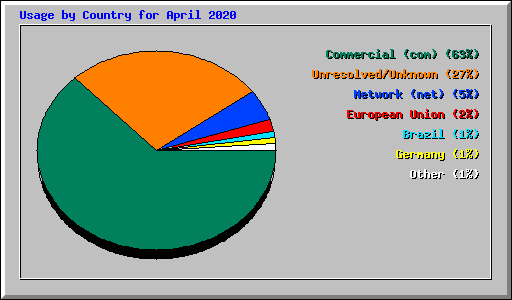 Usage by Country for April 2020
Commercial (com) (63%)
Unresolved/Unknown (27%)
Network (net) (5%)
European Union (2%)
Brazil (1%)
Germany (1%)
Other (1%)